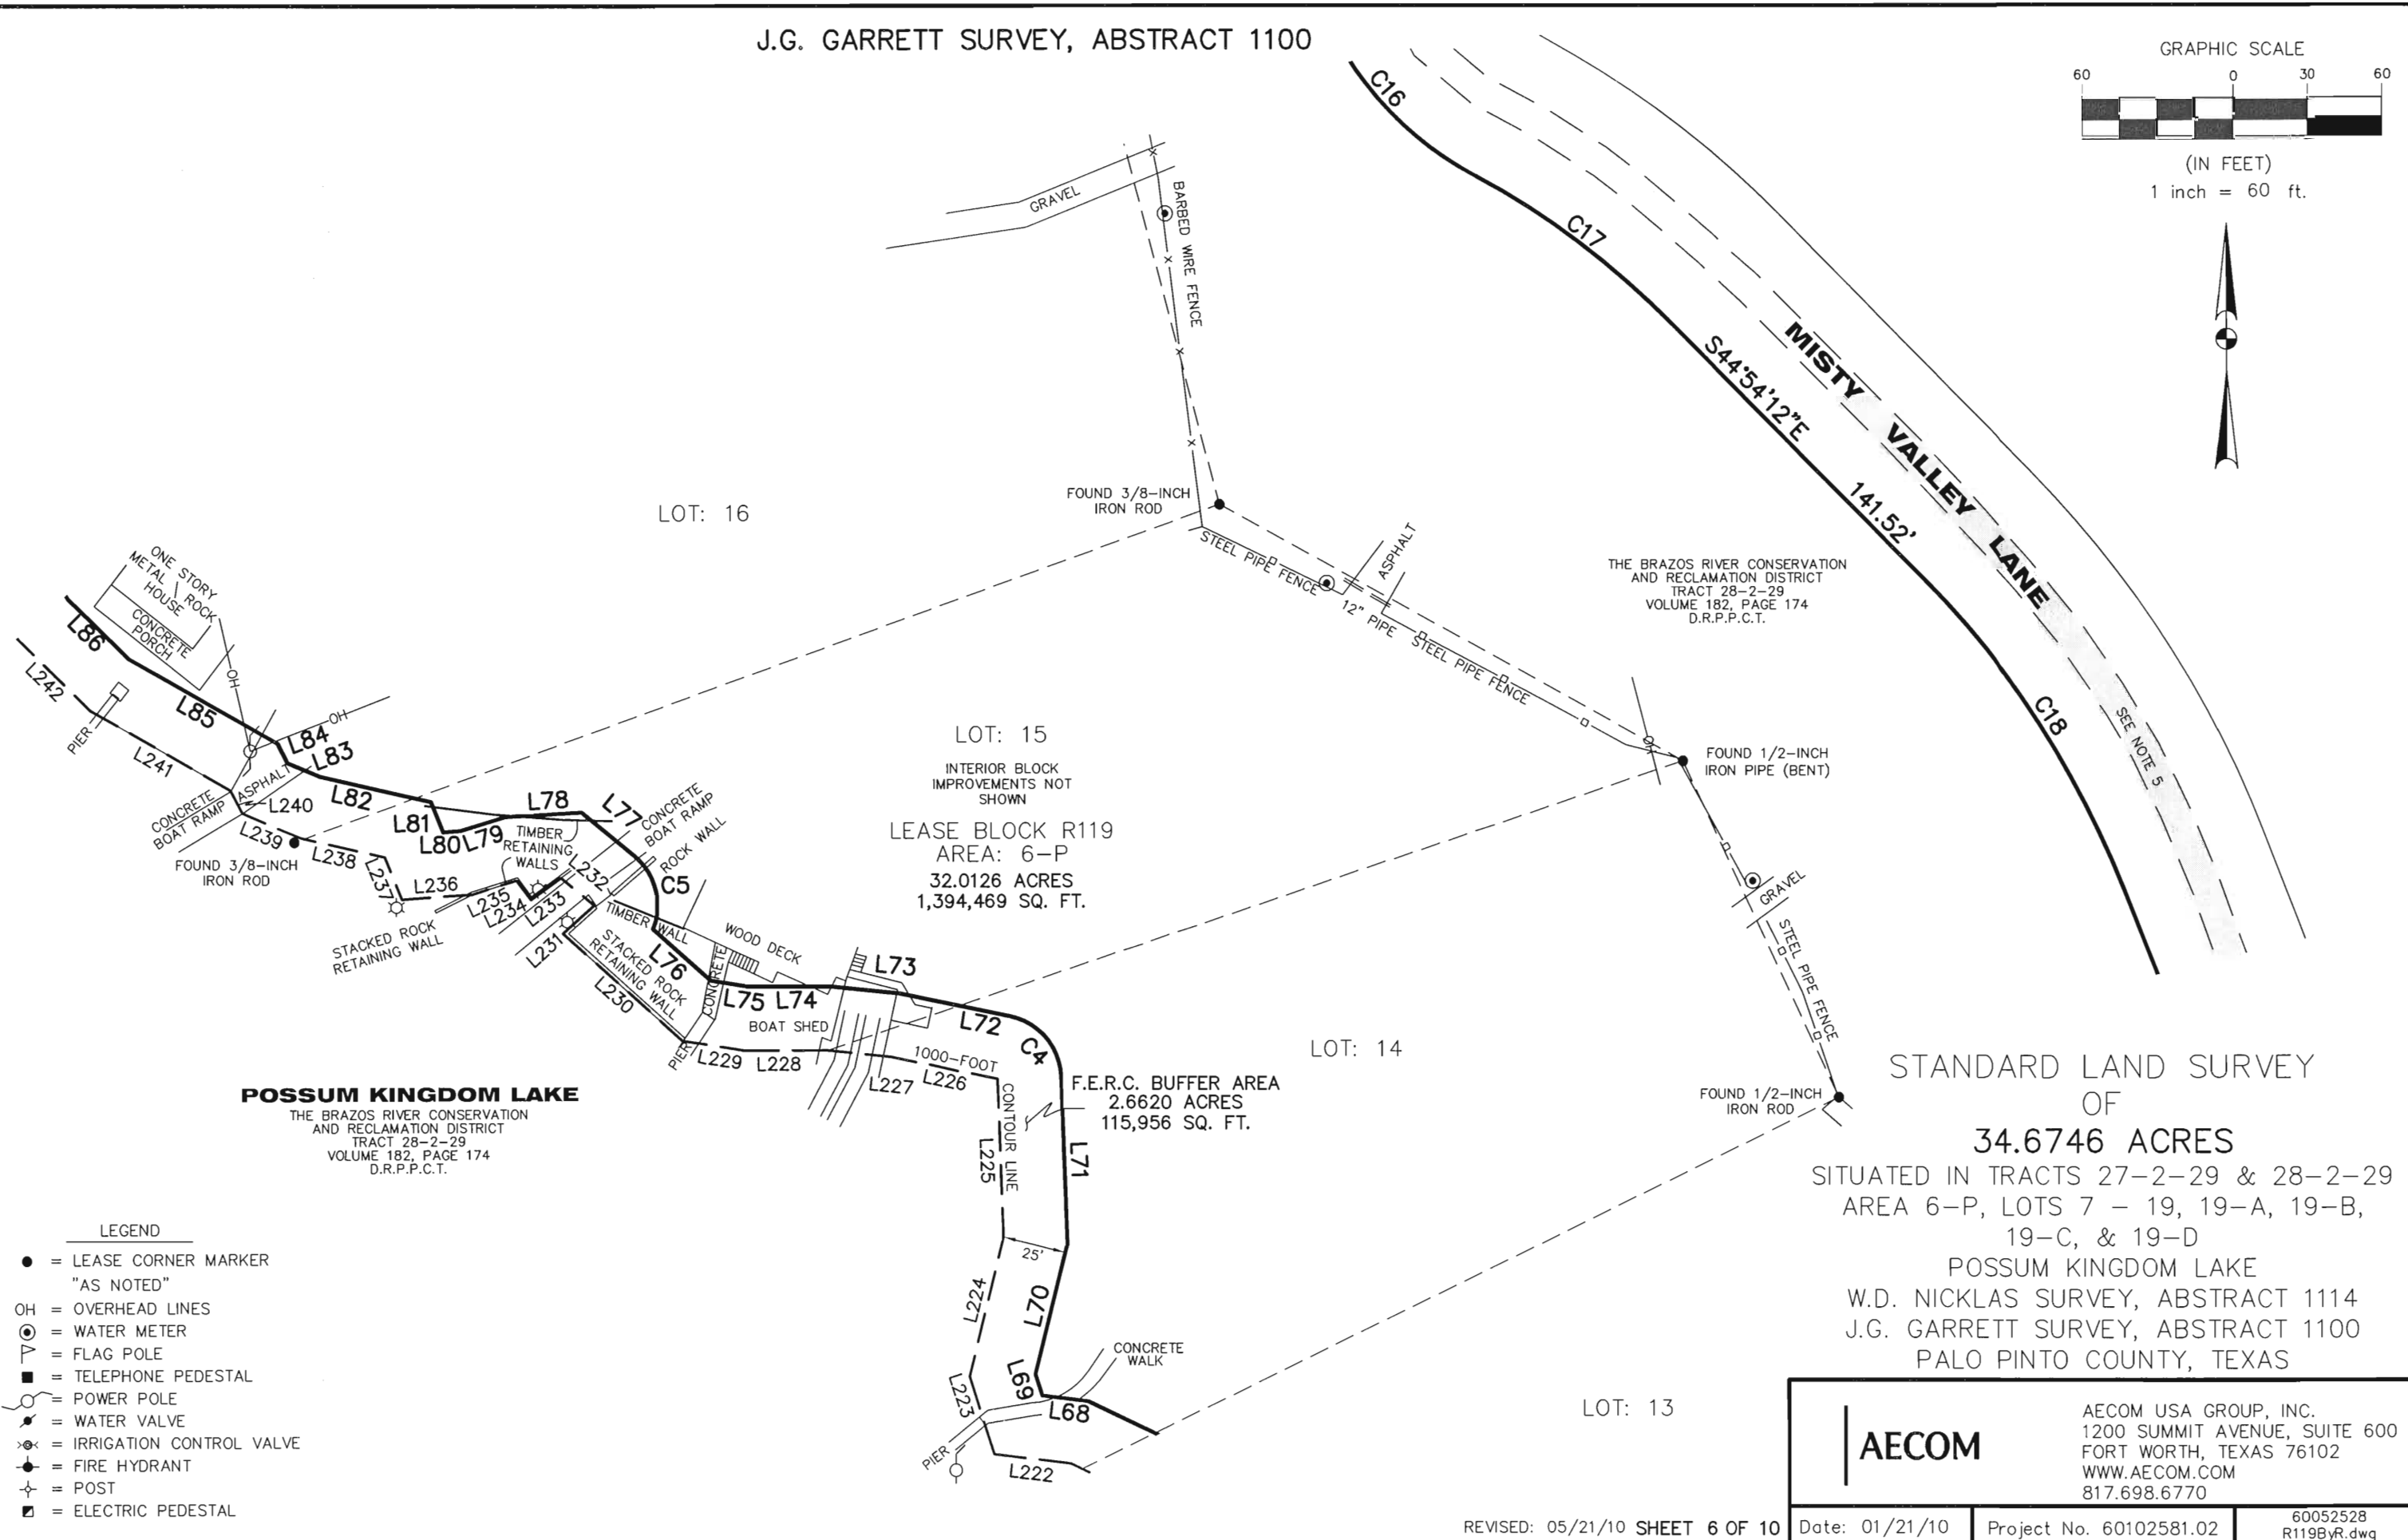 J.G. GARRETT SURVEY, ABSTRACT 1100
GRAPHIC SCALE
60 0 30 60
(IN FEET)
1 inch = 60 ft.
C16
C17
S44°54'12"E
141.52'
C18
MISTY VALLEY LANE
SEE NOTE 5
GRAVEL
BARBED WIRE FENCE
FOUND 3/8-INCH
IRON ROD
STEEL PIPE FENCE
ASPHALT
12" PIPE
STEEL PIPE FENCE
THE BRAZOS RIVER CONSERVATION
AND RECLAMATION DISTRICT
TRACT 28-2-29
VOLUME 182, PAGE 174
D.R.P.P.C.T.
FOUND 1/2-INCH
IRON PIPE (BENT)
GRAVEL
STEEL PIPE FENCE
FOUND 1/2-INCH
IRON ROD
LOT: 16
ONE STORY
METAL \ ROCK
HOUSE
CONCRETE
PORCH
OH
OH
L86
L242
L85
PIER
L241
L84
L83
ASPHALT
L240
CONCRETE
BOAT RAMP
L82
L239
L238
FOUND 3/8-INCH
IRON ROD
L237
L81
L80
L79
L78
L77
TIMBER
RETAINING
WALLS
CONCRETE
BOAT RAMP
ROCK WALL
L236
L235
L234
L233
L232
L231
C5
STACKED ROCK
RETAINING WALL
TIMBER WALL
STACKED ROCK
RETAINING WALL
L230
L76
CONCRETE
WOOD DECK
L75
L74
L73
BOAT SHED
PIER
L229
L228
L227
L226
L72
C4
1000-FOOT
CONTOUR LINE
L225
L71
25'
L224
L70
L69
L68
L223
L222
PIER
CONCRETE
WALK
LOT: 15
INTERIOR BLOCK
IMPROVEMENTS NOT
SHOWN
LEASE BLOCK R119
AREA: 6-P
32.0126 ACRES
1,394,469 SQ. FT.
LOT: 14
F.E.R.C. BUFFER AREA
2.6620 ACRES
115,956 SQ. FT.
LOT: 13
POSSUM KINGDOM LAKE
THE BRAZOS RIVER CONSERVATION
AND RECLAMATION DISTRICT
TRACT 28-2-29
VOLUME 182, PAGE 174
D.R.P.P.C.T.
LEGEND
= LEASE CORNER MARKER
"AS NOTED"
OH = OVERHEAD LINES
= WATER METER
= FLAG POLE
= TELEPHONE PEDESTAL
= POWER POLE
= WATER VALVE
= IRRIGATION CONTROL VALVE
= FIRE HYDRANT
= POST
= ELECTRIC PEDESTAL
STANDARD LAND SURVEY
OF
34.6746 ACRES
SITUATED IN TRACTS 27-2-29 & 28-2-29
AREA 6-P, LOTS 7 - 19, 19-A, 19-B,
19-C, & 19-D
POSSUM KINGDOM LAKE
W.D. NICKLAS SURVEY, ABSTRACT 1114
J.G. GARRETT SURVEY, ABSTRACT 1100
PALO PINTO COUNTY, TEXAS
AECOM
AECOM USA GROUP, INC.
1200 SUMMIT AVENUE, SUITE 600
FORT WORTH, TEXAS 76102
WWW.AECOM.COM
817.698.6770
REVISED: 05/21/10 SHEET 6 OF 10
Date: 01/21/10
Project No. 60102581.02
60052528
R119ByR.dwg